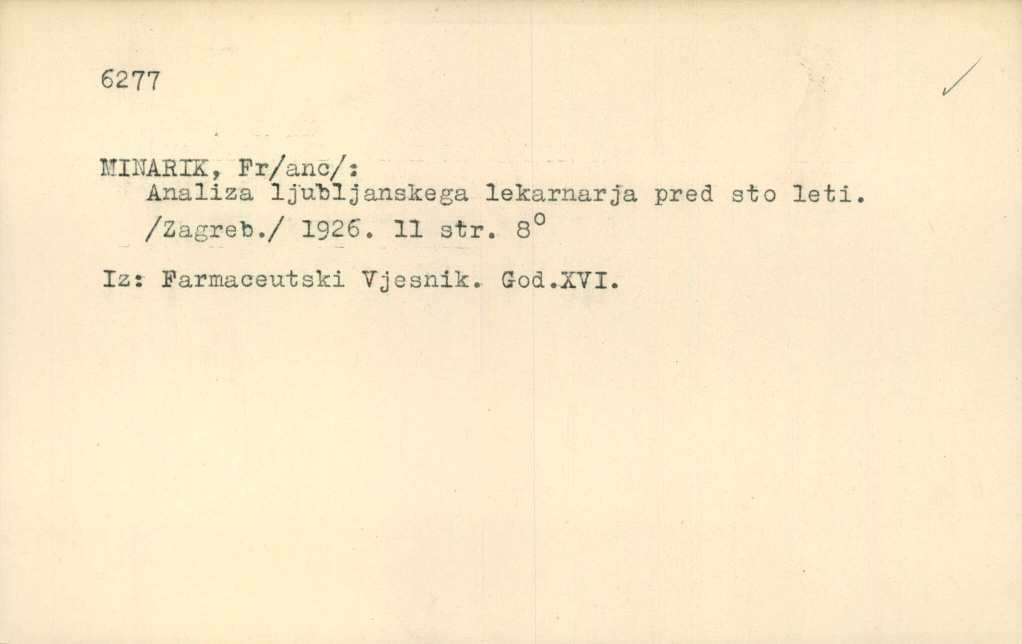 6277
MINARIK, Fr/anc/:
Analiza ljubljanskega lekarnarja pred sto leti.
/Zagreb./ 1926. 11 str. 8°
Iz: Farmaceutski Vjesnik. God.XVI.